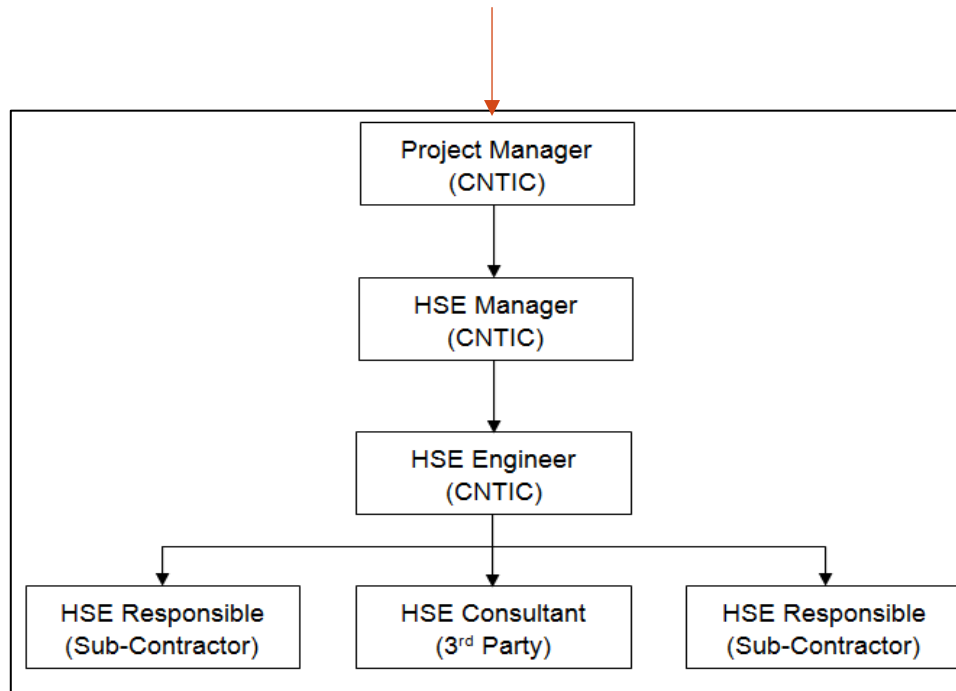 Project Manager
(CNTIC)
HSE Manager
(CNTIC)
HSE Engineer
(CNTIC)
HSE Responsible
(Sub-Contractor)
HSE Consultant
(3rd Party)
HSE Responsible
(Sub-Contractor)